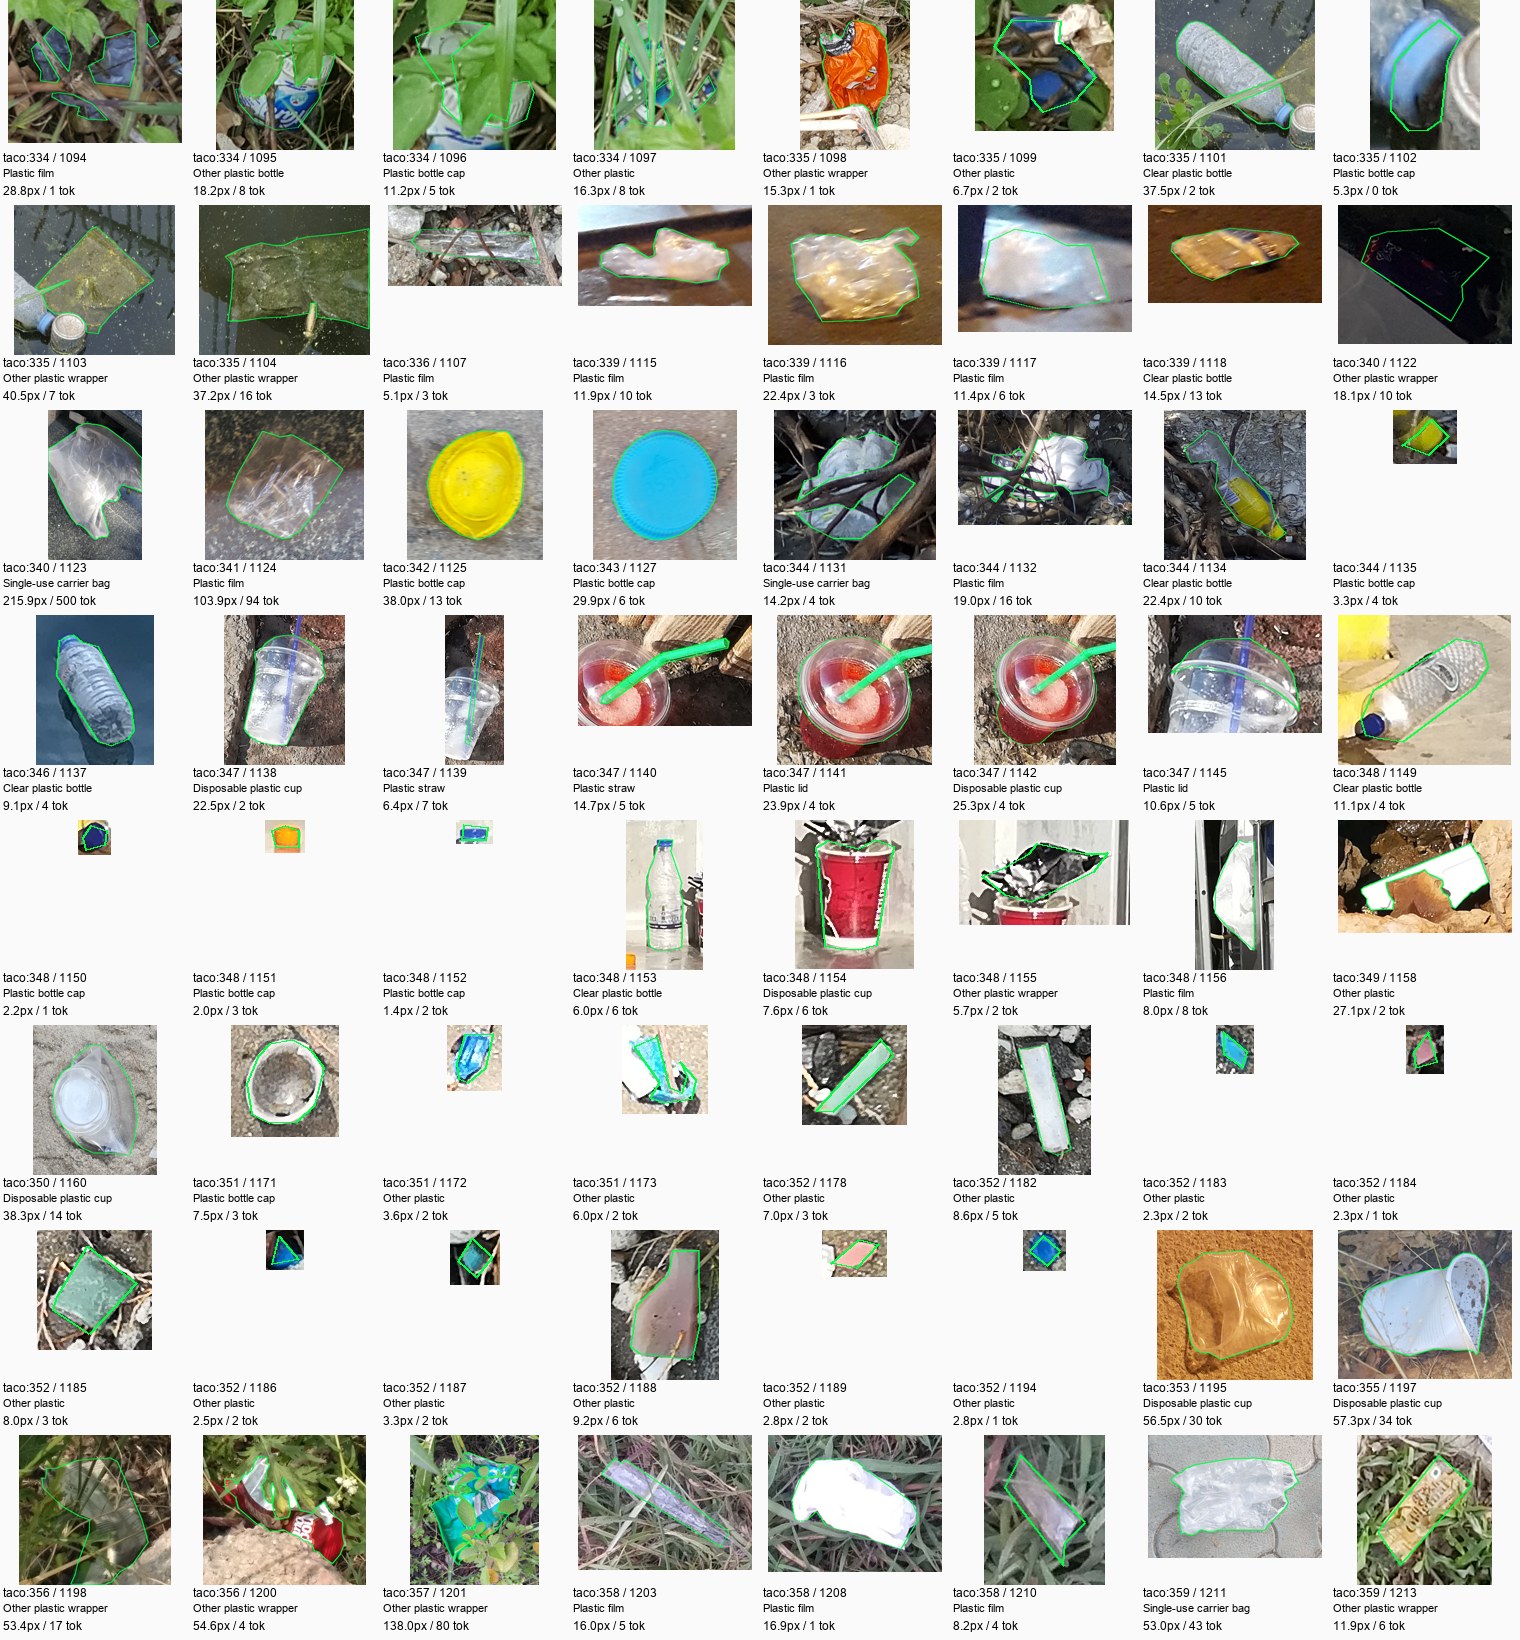 taco:334 / 1094
Plastic film
28.8px / 1 tok
taco:334 / 1095
Other plastic bottle
18.2px / 8 tok
taco:334 / 1096
Plastic bottle cap
11.2px / 5 tok
taco:334 / 1097
Other plastic
16.3px / 8 tok
taco:335 / 1098
Other plastic wrapper
15.3px / 1 tok
taco:335 / 1099
Other plastic
6.7px / 2 tok
taco:335 / 1101
Clear plastic bottle
37.5px / 2 tok
taco:335 / 1102
Plastic bottle cap
5.3px / 0 tok
taco:335 / 1103
Other plastic wrapper
40.5px / 7 tok
taco:335 / 1104
Other plastic wrapper
37.2px / 16 tok
taco:336 / 1107
Plastic film
5.1px / 3 tok
taco:339 / 1115
Plastic film
11.9px / 10 tok
taco:339 / 1116
Plastic film
22.4px / 3 tok
taco:339 / 1117
Plastic film
11.4px / 6 tok
taco:339 / 1118
Clear plastic bottle
14.5px / 13 tok
taco:340 / 1122
Other plastic wrapper
18.1px / 10 tok
taco:340 / 1123
Single-use carrier bag
215.9px / 500 tok
taco:341 / 1124
Plastic film
103.9px / 94 tok
taco:342 / 1125
Plastic bottle cap
38.0px / 13 tok
taco:343 / 1127
Plastic bottle cap
29.9px / 6 tok
taco:344 / 1131
Single-use carrier bag
14.2px / 4 tok
taco:344 / 1132
Plastic film
19.0px / 16 tok
taco:344 / 1134
Clear plastic bottle
22.4px / 10 tok
taco:344 / 1135
Plastic bottle cap
3.3px / 4 tok
taco:346 / 1137
Clear plastic bottle
9.1px / 4 tok
taco:347 / 1138
Disposable plastic cup
22.5px / 2 tok
taco:347 / 1139
Plastic straw
6.4px / 7 tok
taco:347 / 1140
Plastic straw
14.7px / 5 tok
taco:347 / 1141
Plastic lid
23.9px / 4 tok
taco:347 / 1142
Disposable plastic cup
25.3px / 4 tok
taco:347 / 1145
Plastic lid
10.6px / 5 tok
taco:348 / 1149
Clear plastic bottle
11.1px / 4 tok
taco:348 / 1150
Plastic bottle cap
2.2px / 1 tok
taco:348 / 1151
Plastic bottle cap
2.0px / 3 tok
taco:348 / 1152
Plastic bottle cap
1.4px / 2 tok
taco:348 / 1153
Clear plastic bottle
6.0px / 6 tok
taco:348 / 1154
Disposable plastic cup
7.6px / 6 tok
taco:348 / 1155
Other plastic wrapper
5.7px / 2 tok
taco:348 / 1156
Plastic film
8.0px / 8 tok
taco:349 / 1158
Other plastic
27.1px / 2 tok
taco:350 / 1160
Disposable plastic cup
38.3px / 14 tok
taco:351 / 1171
Plastic bottle cap
7.5px / 3 tok
taco:351 / 1172
Other plastic
3.6px / 2 tok
taco:351 / 1173
Other plastic
6.0px / 2 tok
taco:352 / 1178
Other plastic
7.0px / 3 tok
taco:352 / 1182
Other plastic
8.6px / 5 tok
taco:352 / 1183
Other plastic
2.3px / 2 tok
taco:352 / 1184
Other plastic
2.3px / 1 tok
taco:352 / 1185
Other plastic
8.0px / 3 tok
taco:352 / 1186
Other plastic
2.5px / 2 tok
taco:352 / 1187
Other plastic
3.3px / 2 tok
taco:352 / 1188
Other plastic
9.2px / 6 tok
taco:352 / 1189
Other plastic
2.8px / 2 tok
taco:352 / 1194
Other plastic
2.8px / 1 tok
taco:353 / 1195
Disposable plastic cup
56.5px / 30 tok
taco:355 / 1197
Disposable plastic cup
57.3px / 34 tok
taco:356 / 1198
Other plastic wrapper
53.4px / 17 tok
taco:356 / 1200
Other plastic wrapper
54.6px / 4 tok
taco:357 / 1201
Other plastic wrapper
138.0px / 80 tok
taco:358 / 1203
Plastic film
16.0px / 5 tok
taco:358 / 1208
Plastic film
16.9px / 1 tok
taco:358 / 1210
Plastic film
8.2px / 4 tok
taco:359 / 1211
Single-use carrier bag
53.0px / 43 tok
taco:359 / 1213
Other plastic wrapper
11.9px / 6 tok